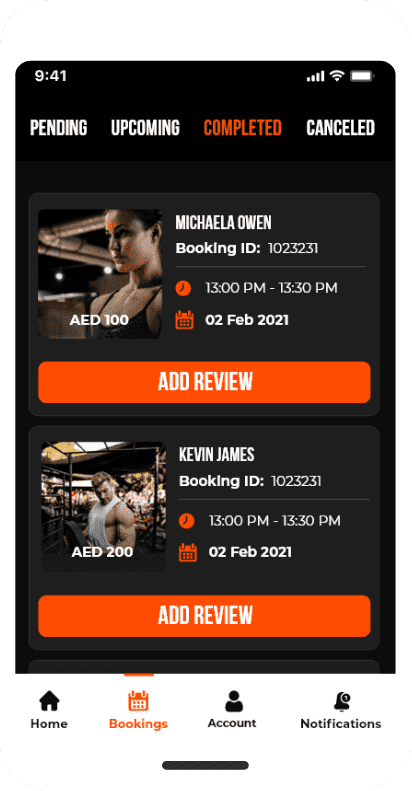 9:41
PENDING UPCOMING COMPLETED CANCELED
MICHAELA OWEN
Booking ID: 1023231
13:00 PM - 13:30 PM
AED 100
02 Feb 2021
ADD REVIEW
KEVIN JAMES
Booking ID: 1023231
13:00 PM - 13:30 PM
AED 200
02 Feb 2021
ADD REVIEW
Home Bookings Account Notifications